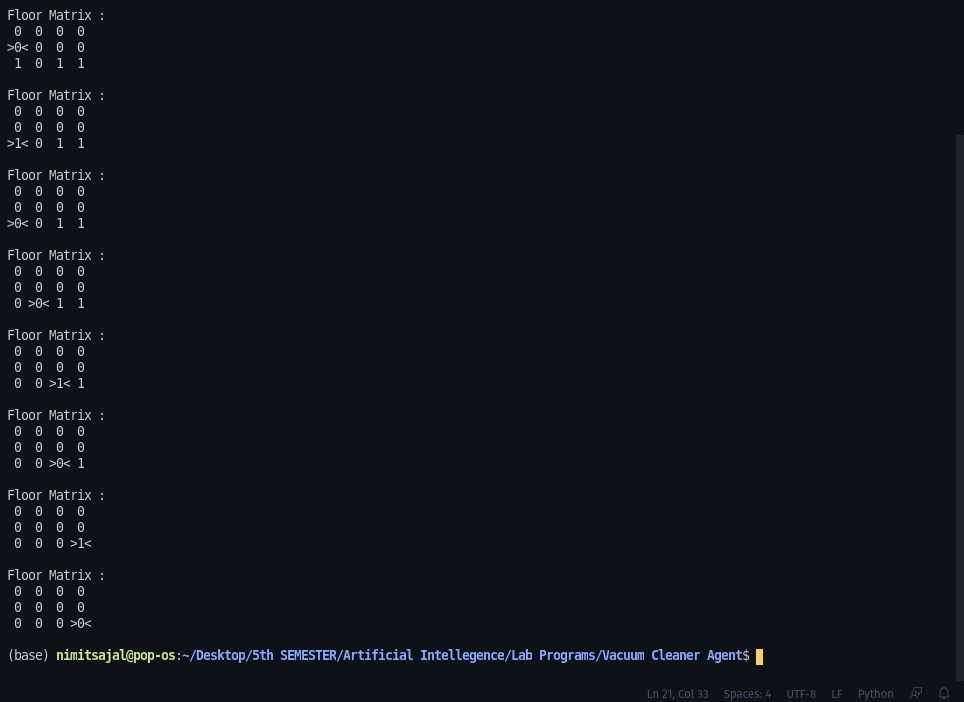 Floor Matrix :
 0  0  0  0
>0< 0  0  0
 1  0  1  1

Floor Matrix :
 0  0  0  0
 0  0  0  0
>1< 0  1  1

Floor Matrix :
 0  0  0  0
 0  0  0  0
>0< 0  1  1

Floor Matrix :
 0  0  0  0
 0  0  0  0
 0 >0< 1  1

Floor Matrix :
 0  0  0  0
 0  0  0  0
 0  0 >1< 1

Floor Matrix :
 0  0  0  0
 0  0  0  0
 0  0 >0< 1

Floor Matrix :
 0  0  0  0
 0  0  0  0
 0  0  0 >1<

Floor Matrix :
 0  0  0  0
 0  0  0  0
 0  0  0 >0<

(base) nimitsajal@pop-os:~/Desktop/5th SEMESTER/Artificial Intellegence/Lab Programs/Vacuum Cleaner Agent$
Ln 21, Col 33 Spaces: 4 UTF-8 LF Python